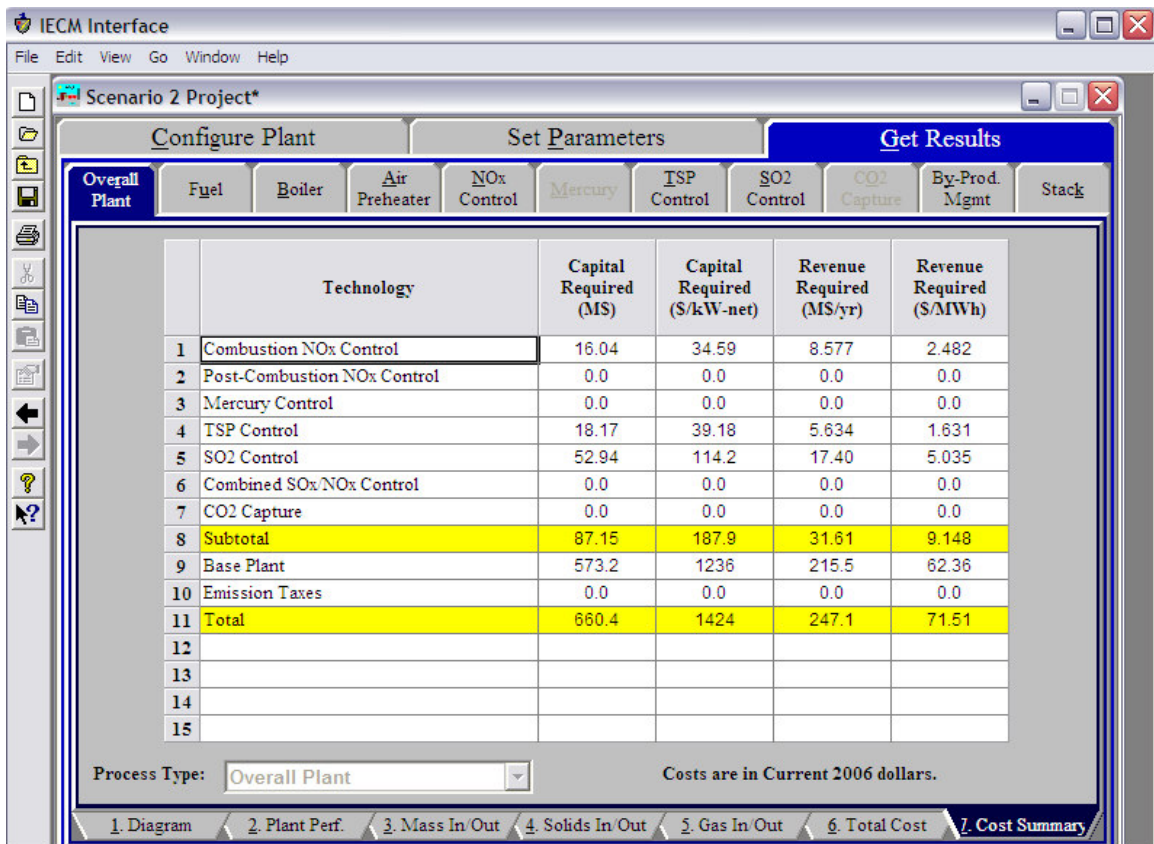 IECM Interface
File Edit View Go Window Help
Scenario 2 Project*
Configure Plant Set Parameters Get Results
Overall Plant Fuel Boiler Air Preheater NOx Control Mercury TSP Control SO2 Control CO2 Capture By-Prod. Mgmt Stack
Technology Capital Required (M$) Capital Required ($/kW-net) Revenue Required (M$/yr) Revenue Required ($/MWh)
1 Combustion NOx Control 16.04 34.59 8.577 2.482
2 Post-Combustion NOx Control 0.0 0.0 0.0 0.0
3 Mercury Control 0.0 0.0 0.0 0.0
4 TSP Control 18.17 39.18 5.634 1.631
5 SO2 Control 52.94 114.2 17.40 5.035
6 Combined SOx/NOx Control 0.0 0.0 0.0 0.0
7 CO2 Capture 0.0 0.0 0.0 0.0
8 Subtotal 87.15 187.9 31.61 9.148
9 Base Plant 573.2 1236 215.5 62.36
10 Emission Taxes 0.0 0.0 0.0 0.0
11 Total 660.4 1424 247.1 71.51
12
13
14
15
Process Type: Overall Plant Costs are in Current 2006 dollars.
1. Diagram 2. Plant Perf. 3. Mass In/Out 4. Solids In/Out 5. Gas In/Out 6. Total Cost 7. Cost Summary